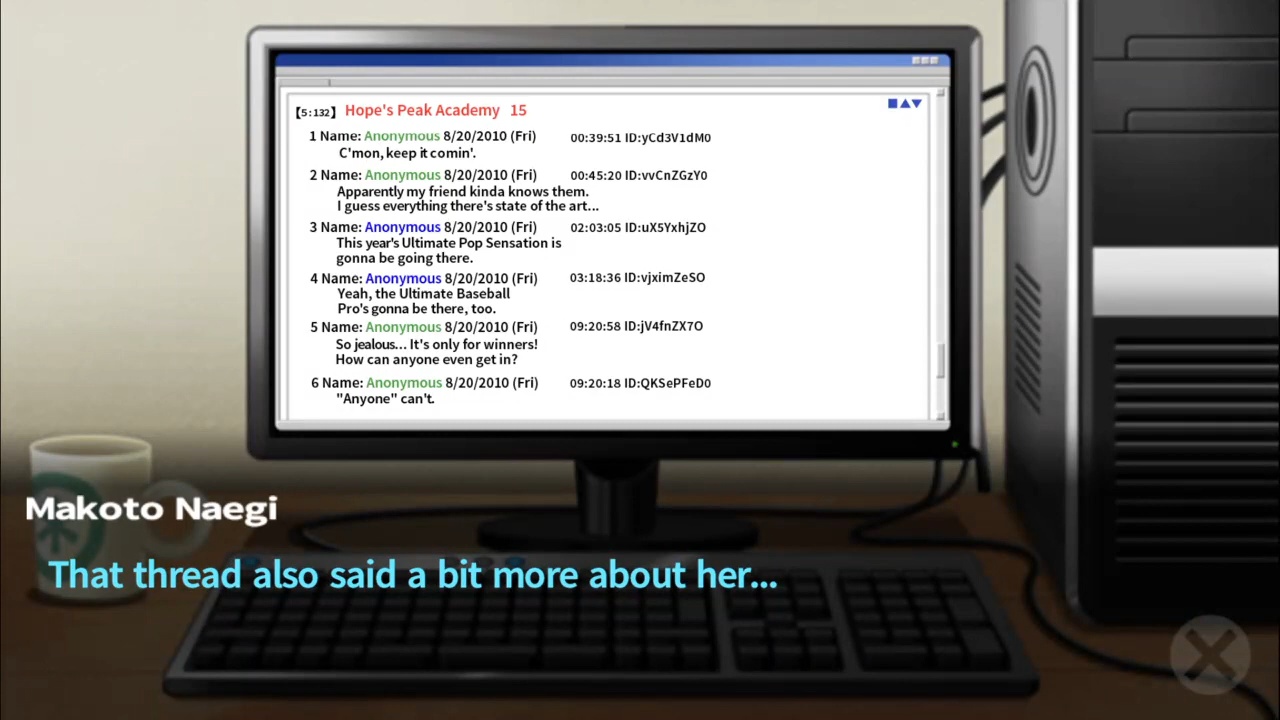 【5:132】 Hope's Peak Academy 15
1 Name: Anonymous 8/20/2010 (Fri) 00:39:51 ID:yCd3V1dM0
C'mon, keep it comin'.
2 Name: Anonymous 8/20/2010 (Fri) 00:45:20 ID:vvCnZGzY0
Apparently my friend kinda knows them.
I guess everything there's state of the art...
3 Name: Anonymous 8/20/2010 (Fri) 02:03:05 ID:uX5YxhjZO
This year's Ultimate Pop Sensation is
gonna be going there.
4 Name: Anonymous 8/20/2010 (Fri) 03:18:36 ID:vjximZeSO
Yeah, the Ultimate Baseball
Pro's gonna be there, too.
5 Name: Anonymous 8/20/2010 (Fri) 09:20:58 ID:jV4fnZX7O
So jealous... It's only for winners!
How can anyone even get in?
6 Name: Anonymous 8/20/2010 (Fri) 09:20:18 ID:QKSePFeD0
"Anyone" can't.
Makoto Naegi
That thread also said a bit more about her...